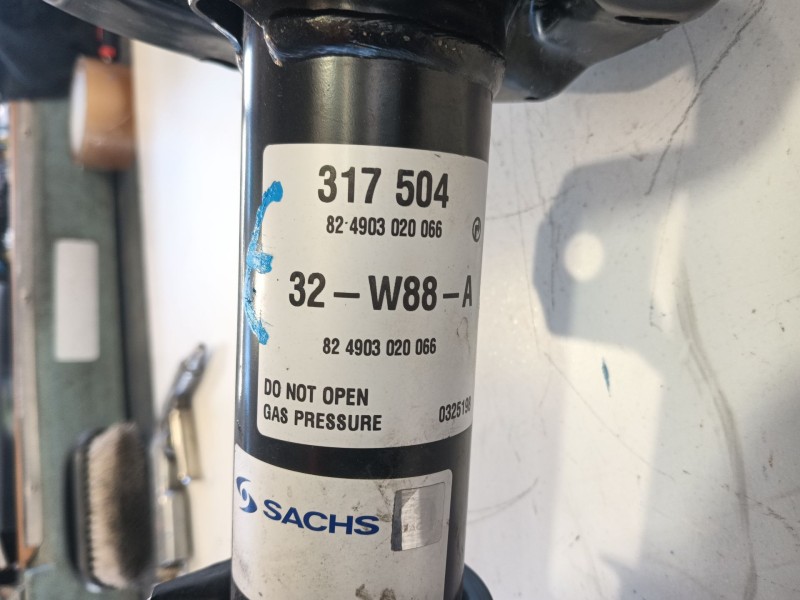 317 504
82-4903 020 066
32 – W88 – A
82 4903 020 066
DO NOT OPEN
GAS PRESSURE
SACHS